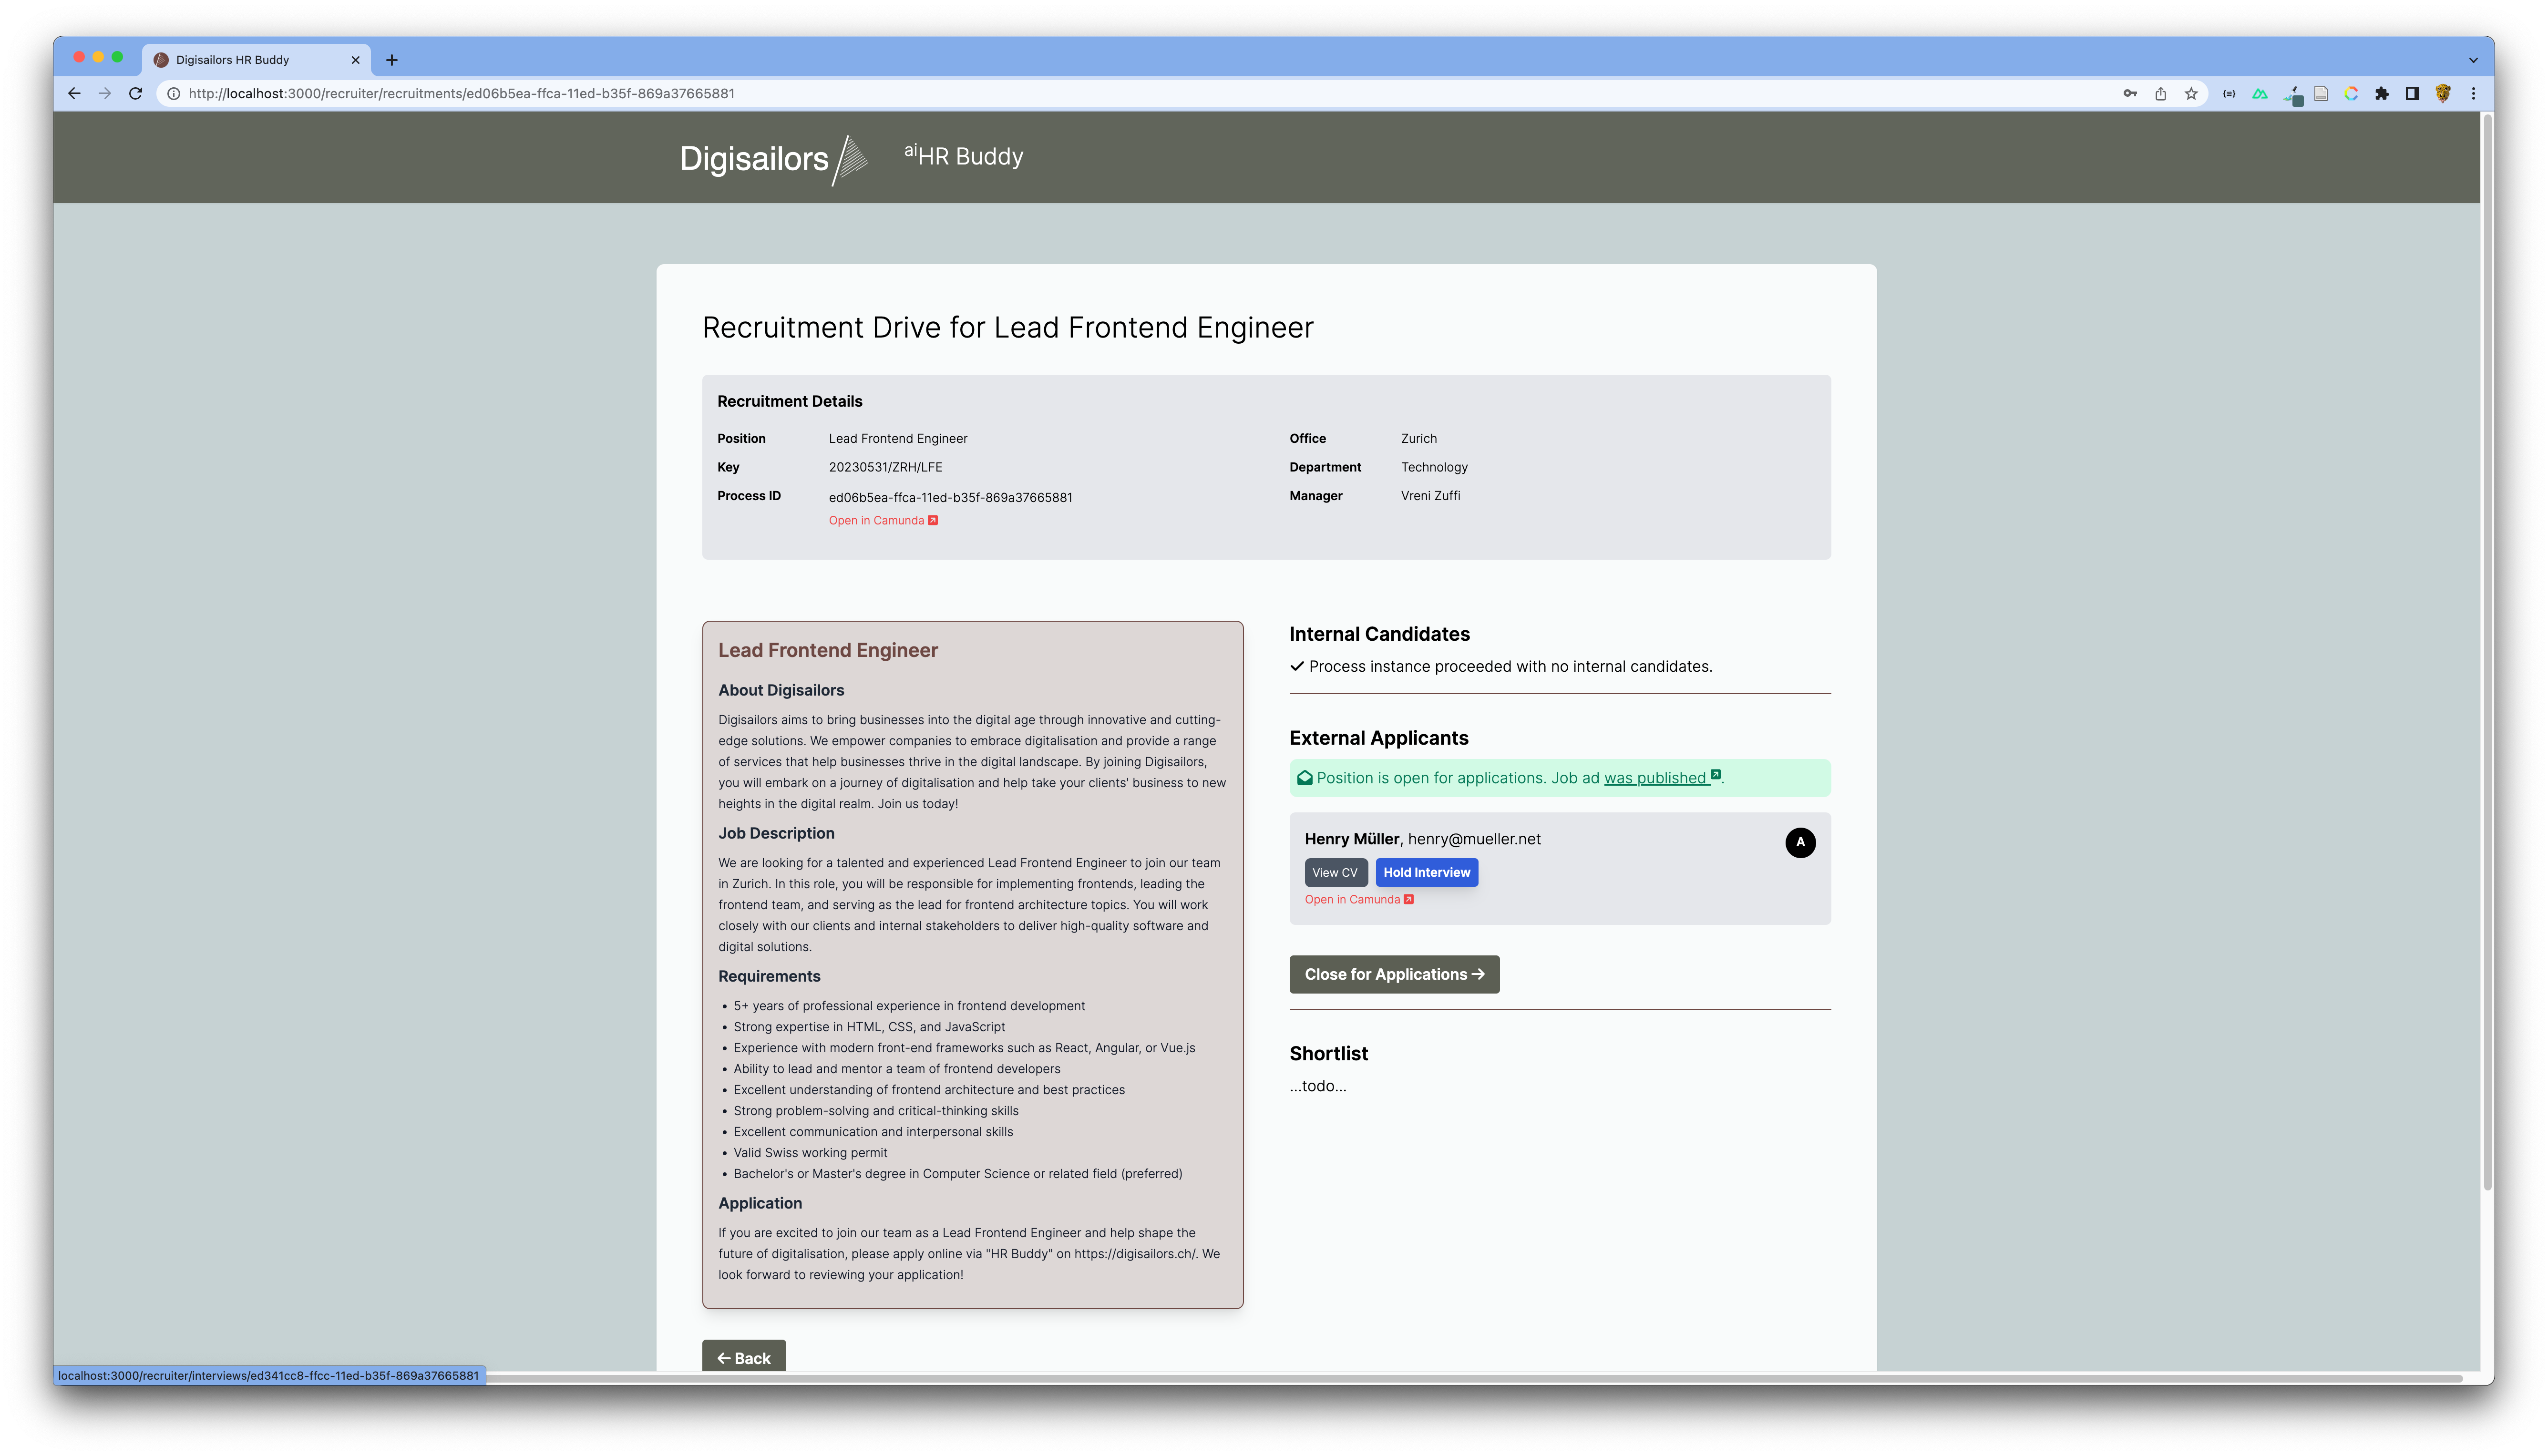 Digisailors HR Buddy
http://localhost:3000/recruiter/recruitments/ed06b5ea-ffca-11ed-b35f-869a37665881
Digisailors
aiHR Buddy
Recruitment Drive for Lead Frontend Engineer
Recruitment Details
Position Lead Frontend Engineer
Key 20230531/ZRH/LFE
Process ID ed06b5ea-ffca-11ed-b35f-869a37665881
Open in Camunda
Office Zurich
Department Technology
Manager Vreni Zuffi
Lead Frontend Engineer
About Digisailors
Digisailors aims to bring businesses into the digital age through innovative and cutting-
edge solutions. We empower companies to embrace digitalisation and provide a range
of services that help businesses thrive in the digital landscape. By joining Digisailors,
you will embark on a journey of digitalisation and help take your clients' business to new
heights in the digital realm. Join us today!
Job Description
We are looking for a talented and experienced Lead Frontend Engineer to join our team
in Zurich. In this role, you will be responsible for implementing frontends, leading the
frontend team, and serving as the lead for frontend architecture topics. You will work
closely with our clients and internal stakeholders to deliver high-quality software and
digital solutions.
Requirements
• 5+ years of professional experience in frontend development
• Strong expertise in HTML, CSS, and JavaScript
• Experience with modern front-end frameworks such as React, Angular, or Vue.js
• Ability to lead and mentor a team of frontend developers
• Excellent understanding of frontend architecture and best practices
• Strong problem-solving and critical-thinking skills
• Excellent communication and interpersonal skills
• Valid Swiss working permit
• Bachelor's or Master's degree in Computer Science or related field (preferred)
Application
If you are excited to join our team as a Lead Frontend Engineer and help shape the
future of digitalisation, please apply online via "HR Buddy" on https://digisailors.ch/. We
look forward to reviewing your application!
Internal Candidates
Process instance proceeded with no internal candidates.
External Applicants
Position is open for applications. Job ad was published .
Henry Müller, henry@mueller.net
A
View CV Hold Interview
Open in Camunda
Close for Applications →
Shortlist
...todo...
← Back
localhost:3000/recruiter/interviews/ed341cc8-ffcc-11ed-b35f-869a37665881